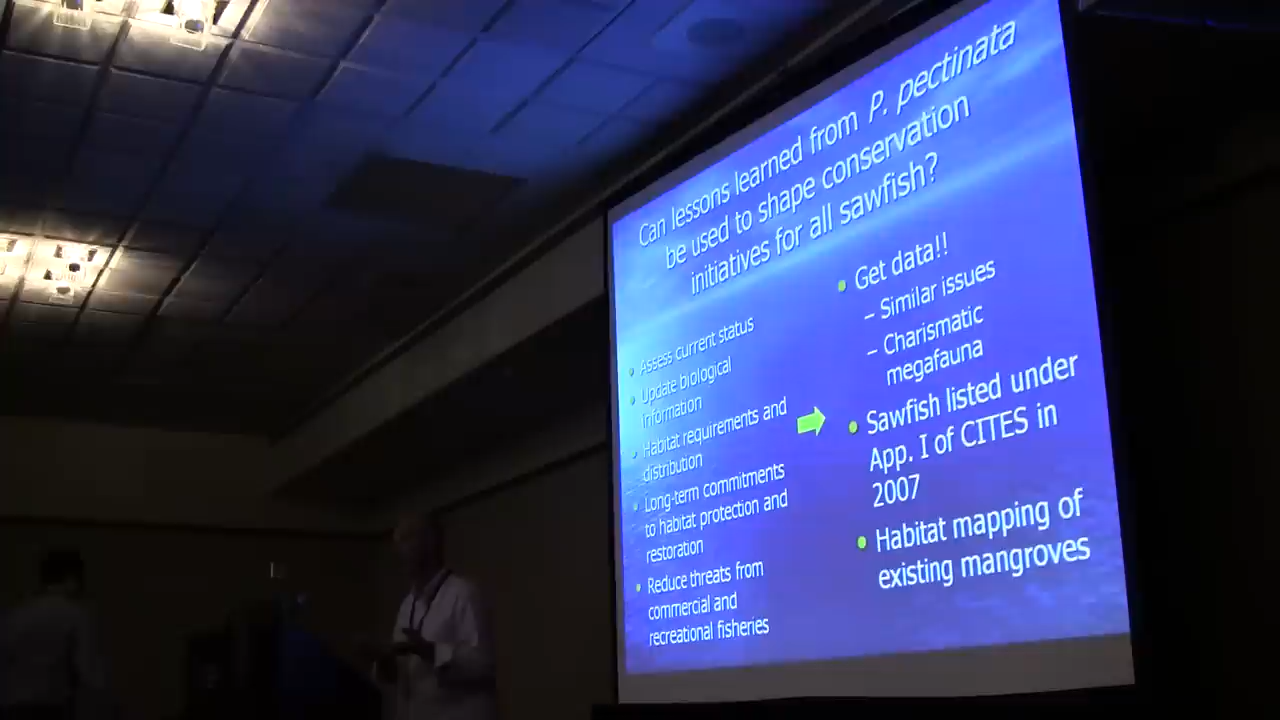 Can lessons learned from P. pectinata
be used to shape conservation
initiatives for all sawfish?
• Assess current status
• Update biological
information
• Habitat requirements and
distribution
• Long-term commitments
to habitat protection and
restoration
• Reduce threats from
commercial and
recreational fisheries
• Get data!!
– Similar issues
– Charismatic
megafauna
• Sawfish listed under
App. I of CITES in
2007
• Habitat mapping of
existing mangroves